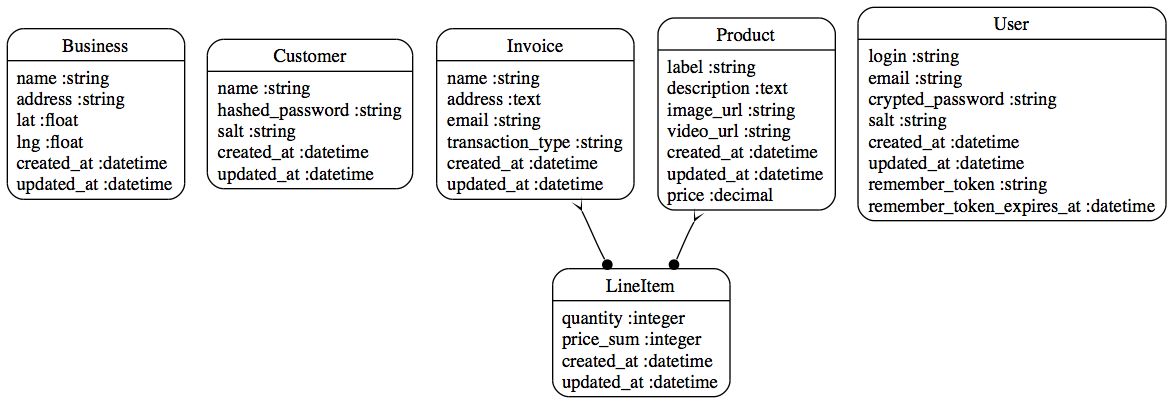 Business
name :string
address :string
lat :float
lng :float
created_at :datetime
updated_at :datetime
Customer
name :string
hashed_password :string
salt :string
created_at :datetime
updated_at :datetime
Invoice
name :string
address :text
email :string
transaction_type :string
created_at :datetime
updated_at :datetime
Product
label :string
description :text
image_url :string
video_url :string
created_at :datetime
updated_at :datetime
price :decimal
User
login :string
email :string
crypted_password :string
salt :string
created_at :datetime
updated_at :datetime
remember_token :string
remember_token_expires_at :datetime
LineItem
quantity :integer
price_sum :integer
created_at :datetime
updated_at :datetime